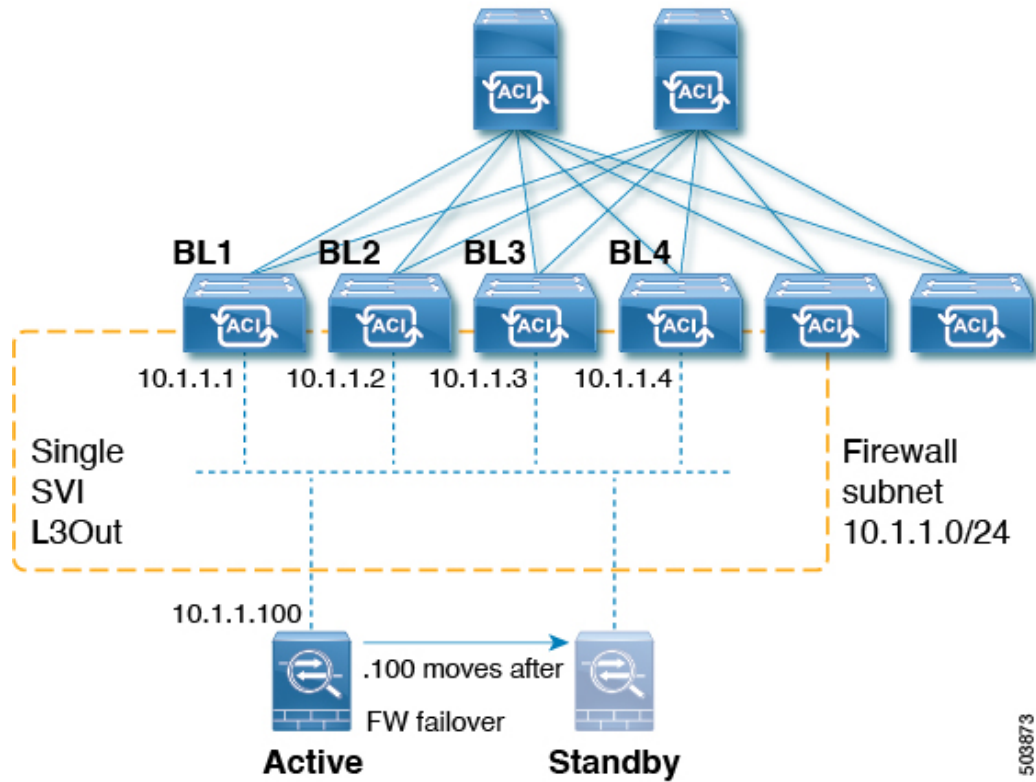 ACI ACI
BL1 BL2 BL3 BL4
ACI ACI ACI ACI ACI ACI
10.1.1.1 10.1.1.2 10.1.1.3 10.1.1.4
Single
SVI
L3Out
Firewall
subnet
10.1.1.0/24
10.1.1.100
.100 moves after
FW failover
Active Standby
503873